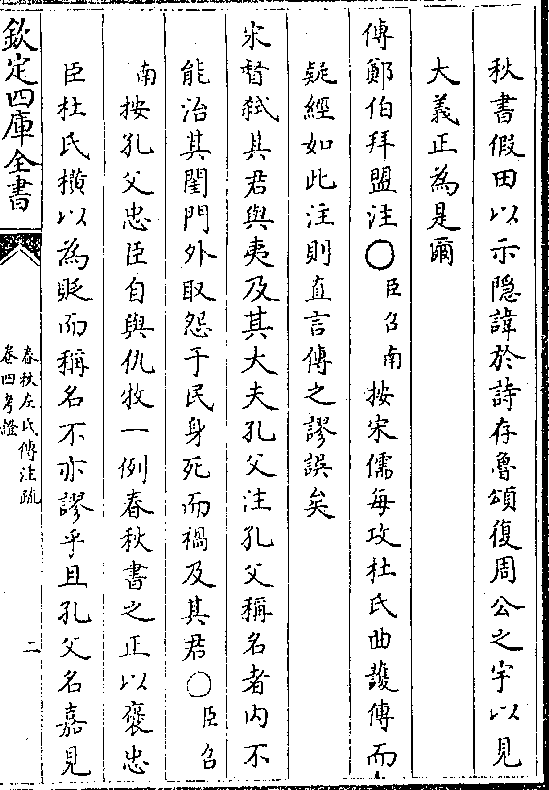 秋書假田以示隱諱於詩存魯頌復周公之宇以見
大義正為是爾
傳鄭伯拜盟注○臣召南按宋儒每攻杜氏曲護傳而
疑經如此注則直言傳之謬誤矣
宋督弒其君與夷及其大夫孔父注孔父稱名者内不
能治其閨門外取怨于民身死而禍及其君○臣召
南按孔父忠臣自與仇牧一例春秋書之正以褒忠
臣杜氏橫以為貶而稱名不亦謬乎且孔父名嘉見
欽定四庫全書
春秋左氏傳注疏
卷四考證
二